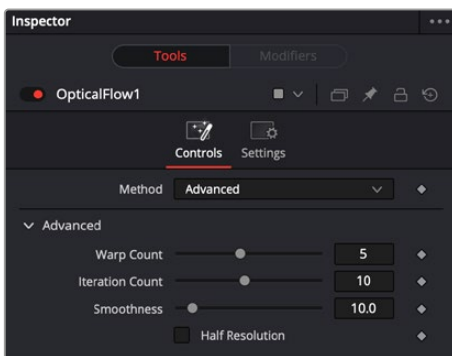 Inspector
Tools Modifiers
OpticalFlow1
Controls Settings
Method Advanced
Advanced
Warp Count 5
Iteration Count 10
Smoothness 10.0
Half Resolution